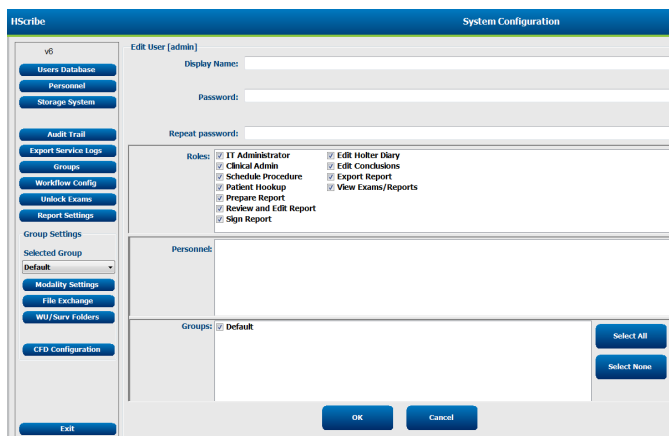 HScribe
System Configuration
v6
Users Database
Personnel
Storage System
Audit Trail
Export Service Logs
Groups
Workflow Config
Unlock Exams
Report Settings
Group Settings
Selected Group
Default
Modality Settings
File Exchange
WU/Surv Folders
CFD Configuration
Exit
Edit User [admin]
Display Name:
Password:
Repeat password:
Roles:
IT Administrator
Clinical Admin
Schedule Procedure
Patient Hookup
Prepare Report
Review and Edit Report
Sign Report
Edit Holter Diary
Edit Conclusions
Export Report
View Exams/Reports
Personnel:
Groups:
Default
Select All
Select None
OK
Cancel